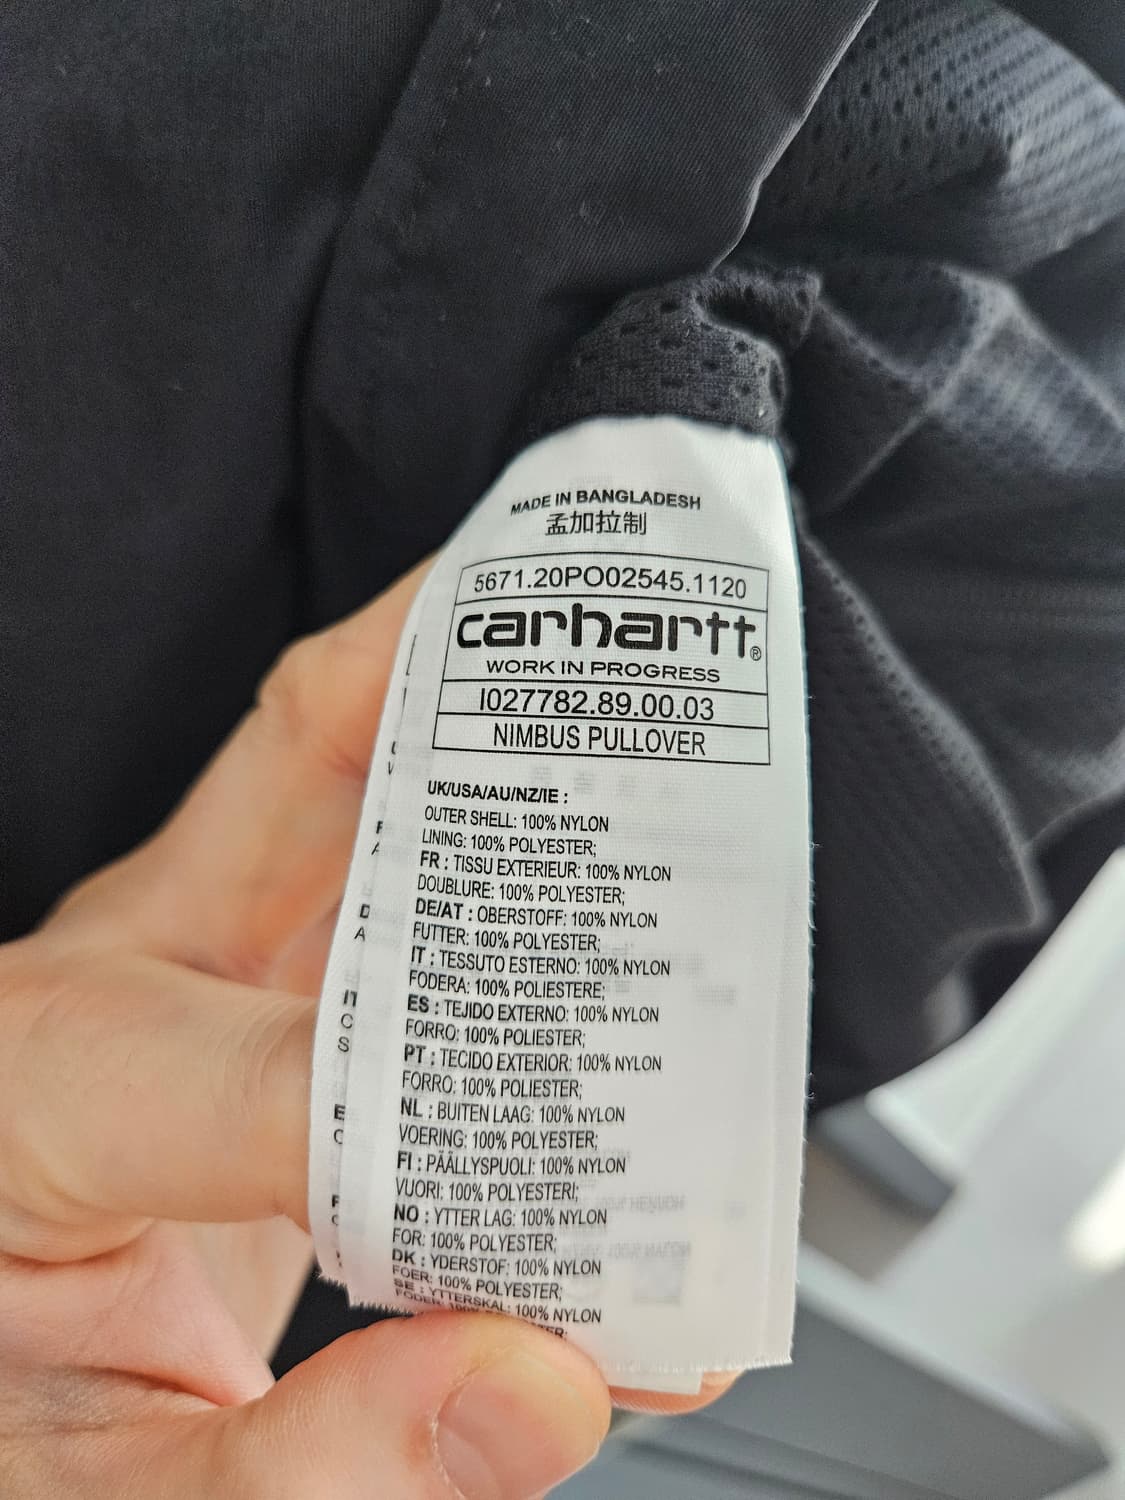 MADE IN BANGLADESH
孟加拉制
5671.20PO02545.1120
carhartt®
WORK IN PROGRESS
I027782.89.00.03
NIMBUS PULLOVER
UK/USA/AU/NZ/IE :
OUTER SHELL: 100% NYLON
LINING: 100% POLYESTER;
FR : TISSU EXTERIEUR: 100% NYLON
DOUBLURE: 100% POLYESTER;
DE/AT : OBERSTOFF: 100% NYLON
FUTTER: 100% POLYESTER;
IT : TESSUTO ESTERNO: 100% NYLON
FODERA: 100% POLIESTERE;
ES : TEJIDO EXTERNO: 100% NYLON
FORRO: 100% POLIESTER;
PT : TECIDO EXTERIOR: 100% NYLON
FORRO: 100% POLIESTER;
NL : BUITEN LAAG: 100% NYLON
VOERING: 100% POLYESTER;
FI : PÄÄLLYSPUOLI: 100% NYLON
VUORI: 100% POLYESTERI;
NO : YTTER LAG: 100% NYLON
FOR: 100% POLYESTER;
DK : YDERSTOF: 100% NYLON
FOER: 100% POLYESTER;
SE : YTTERSKAL: 100% NYLON
FODER: 100%